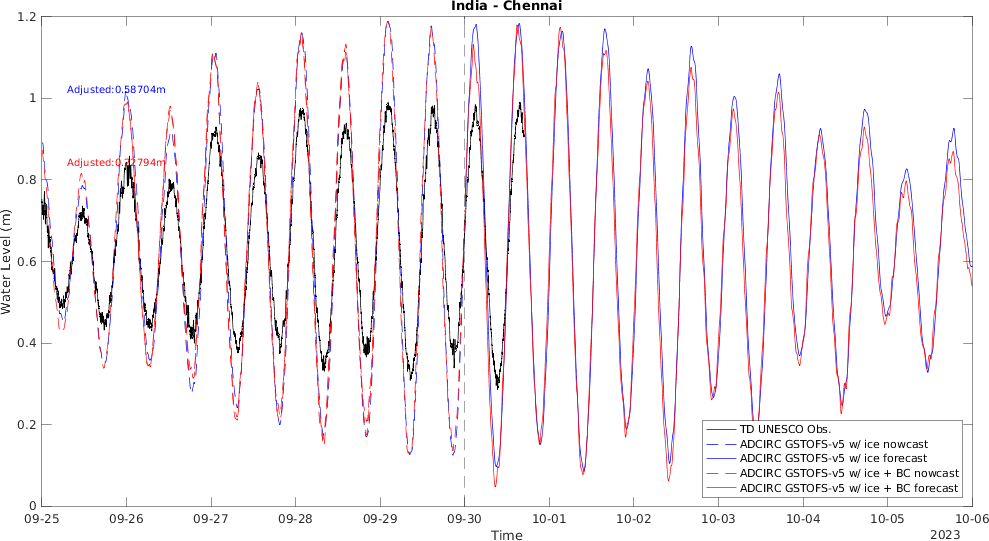 India - Chennai
1.2
1
0.8
0.6
0.4
0.2
0
Water Level (m)
Adjusted:0.58704m
Adjusted:0.72794m
TD UNESCO Obs.
ADCIRC GSTOFS-v5 w/ ice nowcast
ADCIRC GSTOFS-v5 w/ ice forecast
ADCIRC GSTOFS-v5 w/ ice + BC nowcast
ADCIRC GSTOFS-v5 w/ ice + BC forecast
09-25 09-26 09-27 09-28 09-29 09-30 10-01 10-02 10-03 10-04 10-05 10-06
Time
2023